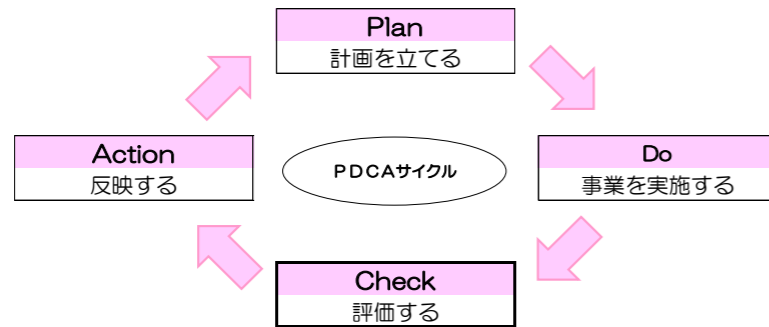 Plan
計画を立てる
Action
反映する
PDCAサイクル
Do
事業を実施する
Check
評価する